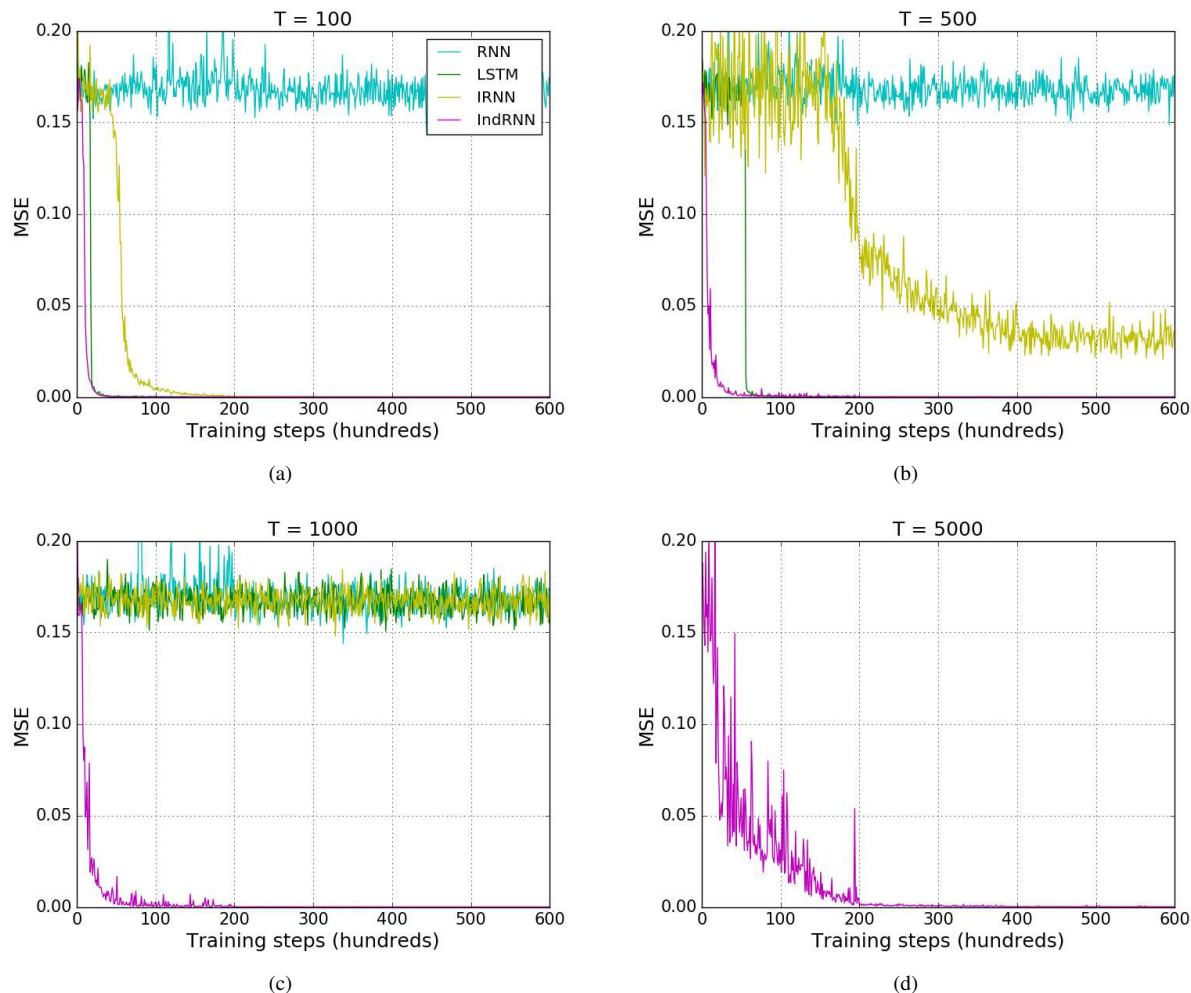 T = 100
0.20
0.15
0.10
0.05
0.00
MSE
RNN
LSTM
IRNN
IndRNN
0 100 200 300 400 500 600
Training steps (hundreds)
(a)
T = 500
0.20
0.15
0.10
0.05
0.00
MSE
0 100 200 300 400 500 600
Training steps (hundreds)
(b)
T = 1000
0.20
0.15
0.10
0.05
0.00
MSE
0 100 200 300 400 500 600
Training steps (hundreds)
(c)
T = 5000
0.20
0.15
0.10
0.05
0.00
MSE
0 100 200 300 400 500 600
Training steps (hundreds)
(d)